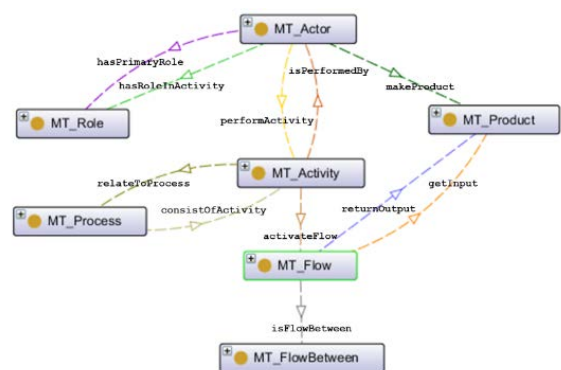 MT_Actor
hasPrimaryRole
isPerformedBy
hasRoleInActivity
makeProduct
MT_Role
performActivity
MT_Product
MT_Activity
relateToProcess
getInput
MT_Process
consistOfActivity
returnOutput
activateFlow
MT_Flow
isFlowBetween
MT_FlowBetween